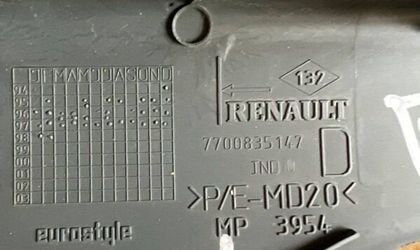 J F M A M J J A S O N D
94
95
96
97
98
99
00
01
02
03
139
RENAULT
7700835147
D
IND
>P/E-MD20<
MP 3954
eurostyle